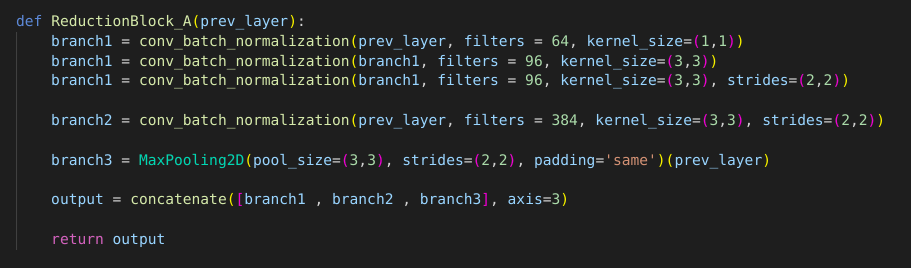 def ReductionBlock_A(prev_layer):
    branch1 = conv_batch_normalization(prev_layer, filters = 64, kernel_size=(1,1))
    branch1 = conv_batch_normalization(branch1, filters = 96, kernel_size=(3,3))
    branch1 = conv_batch_normalization(branch1, filters = 96, kernel_size=(3,3), strides=(2,2))
    branch2 = conv_batch_normalization(prev_layer, filters = 384, kernel_size=(3,3), strides=(2,2))
    branch3 = MaxPooling2D(pool_size=(3,3), strides=(2,2), padding='same')(prev_layer)
    output = concatenate([branch1 , branch2 , branch3], axis=3)
    return output